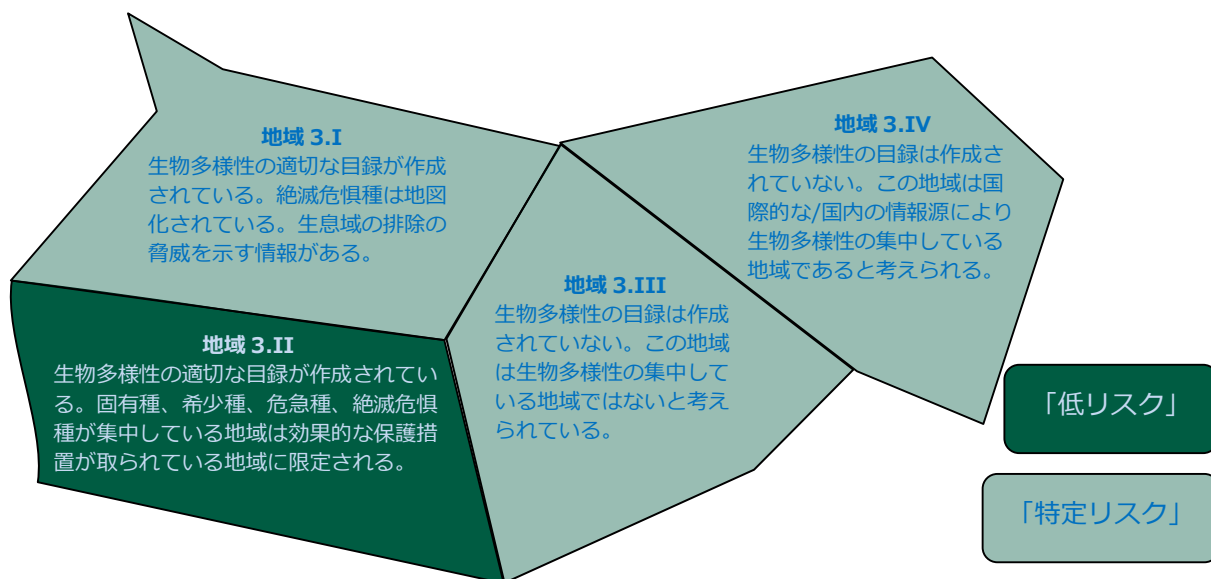 地域 3.I
生物多様性の適切な目録が作成
されている。絶滅危惧種は地図
化されている。生息域の排除の
脅威を示す情報がある。
地域 3.IV
生物多様性の目録は作成さ
れていない。この地域は国
際的な/国内の情報源により
生物多様性の集中している
地域であると考えられる。
地域 3.III
生物多様性の目録は作成
されていない。この地域
は生物多様性の集中して
いる地域ではないと考え
られている。
地域 3.II
生物多様性の適切な目録が作成されてい
る。固有種、希少種、危急種、絶滅危惧
種が集中している地域は効果的な保護措
置が取られている地域に限定される。
「低リスク」
「特定リスク」